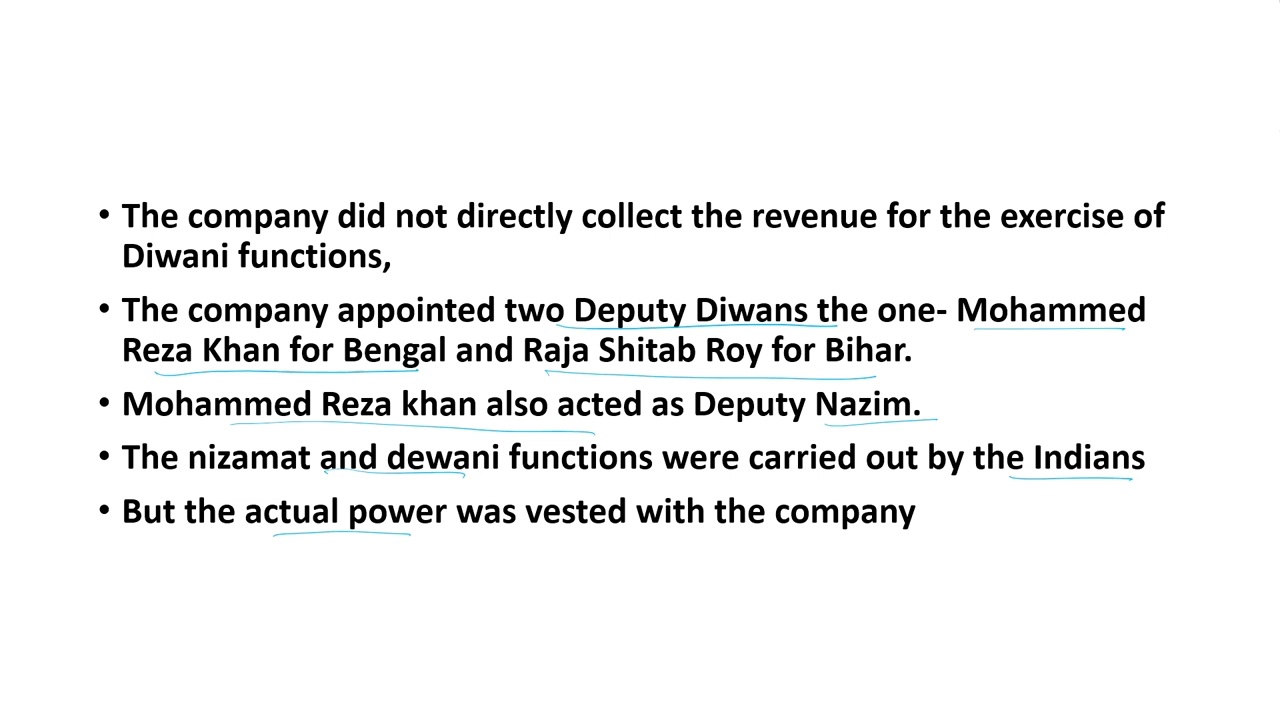 • The company did not directly collect the revenue for the exercise of
Diwani functions,
• The company appointed two Deputy Diwans the one- Mohammed
Reza Khan for Bengal and Raja Shitab Roy for Bihar.
• Mohammed Reza khan also acted as Deputy Nazim.
• The nizamat and dewani functions were carried out by the Indians
• But the actual power was vested with the company